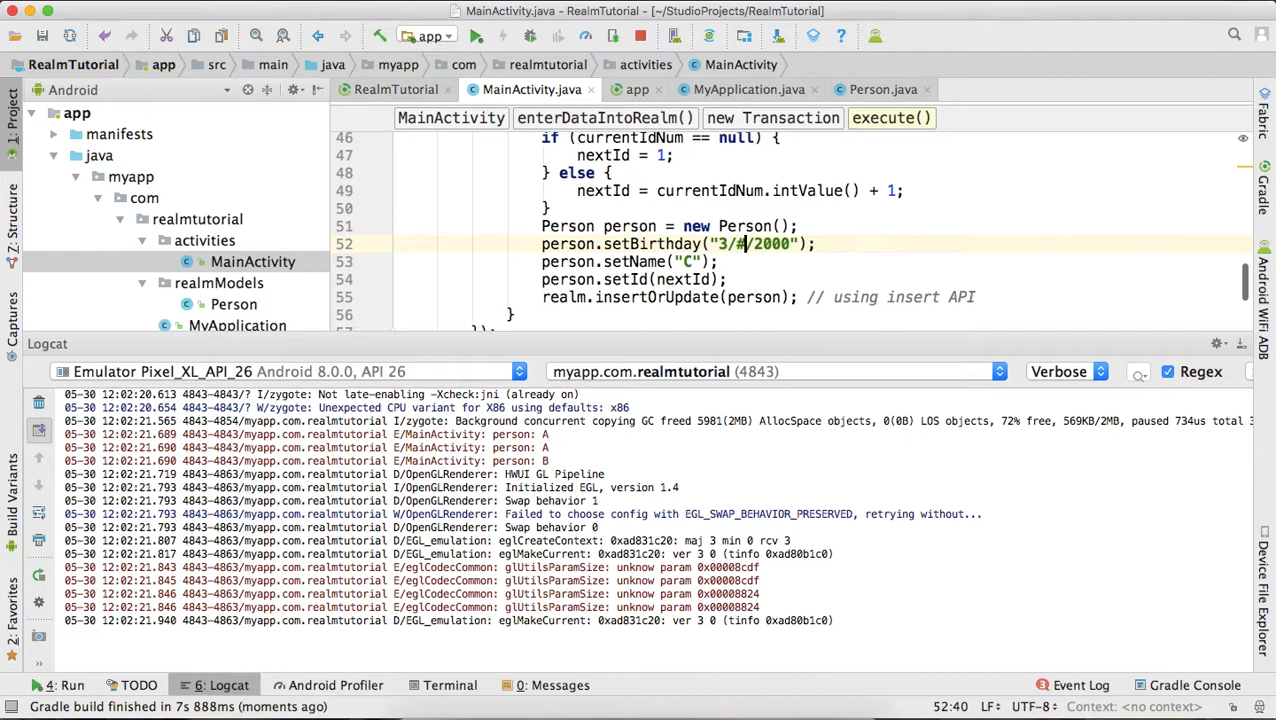 MainActivity.java - RealmTutorial - [~/StudioProjects/RealmTutorial]
app
RealmTutorial app src main java myapp com realmtutorial activities MainActivity
Android RealmTutorial MainActivity.java app MyApplication.java Person.java
MainActivity enterDataIntoRealm() new Transaction execute()
app
manifests
java
myapp
com
realmtutorial
activities
MainActivity
realmModels
Person
MyApplication
46 if (currentIdNum == null) {
47 nextId = 1;
48 } else {
49 nextId = currentIdNum.intValue() + 1;
50 }
51 Person person = new Person();
52 person.setBirthday("3/#/2000");
53 person.setName("C");
54 person.setId(nextId);
55 realm.insertOrUpdate(person); // using insert API
56 }
57 });
Logcat
Emulator Pixel_XL_API_26 Android 8.0.0, API 26 myapp.com.realmtutorial (4843) Verbose Regex
05-30 12:02:20.613 4843-4843/? I/zygote: Not late-enabling -Xcheck:jni (already on)
05-30 12:02:20.654 4843-4843/? W/zygote: Unexpected CPU variant for X86 using defaults: x86
05-30 12:02:21.565 4843-4854/myapp.com.realmtutorial I/zygote: Background concurrent copying GC freed 5981(2MB) AllocSpace objects, 0(0B) LOS objects, 72% free, 569KB/2MB, paused 734us total 3
05-30 12:02:21.689 4843-4843/myapp.com.realmtutorial E/MainActivity: person: A
05-30 12:02:21.690 4843-4843/myapp.com.realmtutorial E/MainActivity: person: A
05-30 12:02:21.690 4843-4843/myapp.com.realmtutorial E/MainActivity: person: B
05-30 12:02:21.719 4843-4863/myapp.com.realmtutorial D/OpenGLRenderer: HWUI GL Pipeline
05-30 12:02:21.793 4843-4863/myapp.com.realmtutorial I/OpenGLRenderer: Initialized EGL, version 1.4
05-30 12:02:21.793 4843-4863/myapp.com.realmtutorial D/OpenGLRenderer: Swap behavior 1
05-30 12:02:21.793 4843-4863/myapp.com.realmtutorial W/OpenGLRenderer: Failed to choose config with EGL_SWAP_BEHAVIOR_PRESERVED, retrying without...
05-30 12:02:21.793 4843-4863/myapp.com.realmtutorial D/OpenGLRenderer: Swap behavior 0
05-30 12:02:21.807 4843-4863/myapp.com.realmtutorial D/EGL_emulation: eglCreateContext: 0xad831c20: maj 3 min 0 rcv 3
05-30 12:02:21.817 4843-4863/myapp.com.realmtutorial D/EGL_emulation: eglMakeCurrent: 0xad831c20: ver 3 0 (tinfo 0xad80b1c0)
05-30 12:02:21.843 4843-4863/myapp.com.realmtutorial E/eglCodecCommon: glUtilsParamSize: unknow param 0x00008cdf
05-30 12:02:21.845 4843-4863/myapp.com.realmtutorial E/eglCodecCommon: glUtilsParamSize: unknow param 0x00008cdf
05-30 12:02:21.846 4843-4863/myapp.com.realmtutorial E/eglCodecCommon: glUtilsParamSize: unknow param 0x00008824
05-30 12:02:21.846 4843-4863/myapp.com.realmtutorial E/eglCodecCommon: glUtilsParamSize: unknow param 0x00008824
05-30 12:02:21.940 4843-4863/myapp.com.realmtutorial D/EGL_emulation: eglMakeCurrent: 0xad831c20: ver 3 0 (tinfo 0xad80b1c0)
1: Project
Z: Structure
Captures
Build Variants
2: Favorites
Fabric
Gradle
Android WiFi ADB
Device File Explorer
4: Run TODO 6: Logcat Android Profiler Terminal 0: Messages 3 Event Log Gradle Console
Gradle build finished in 7s 888ms (moments ago) 52:40 LF÷ UTF-8÷ Context: <no context>